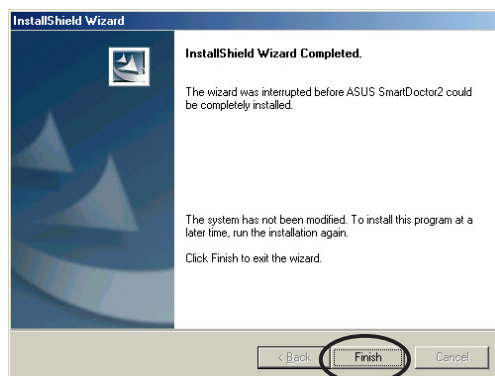 InstallShield Wizard
InstallShield Wizard Completed.
The wizard was interrupted before ASUS SmartDoctor2 could
be completely installed.
The system has not been modified. To install this program at a
later time, run the installation again.
Click Finish to exit the wizard.
< Back
Finish
Cancel